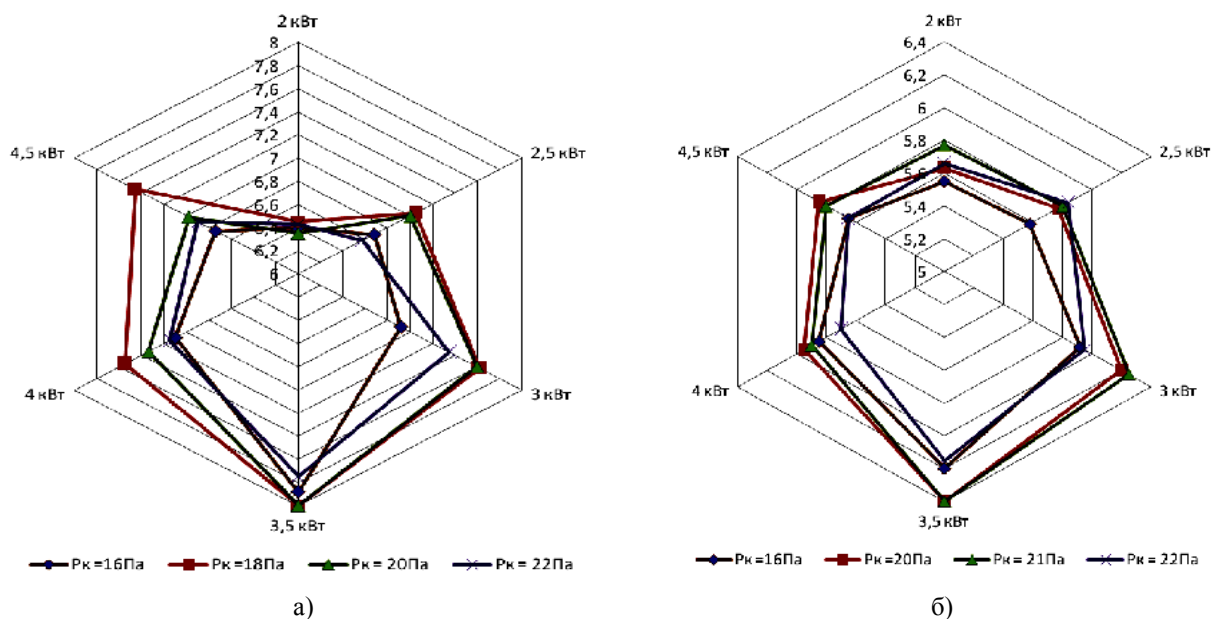 2 кВт
8
7,8
7,6
7,4
7,2
7
6,8
6,6
6,2
6
2,5 кВт
3 кВт
3,5 кВт
4 кВт
4,5 кВт
Рк =16Па
Рк =18Па
Рк = 20Па
Рк = 22Па
а)
2 кВт
6,4
6,2
6
5,8
5,6
5,4
5,2
5
2,5 кВт
3 кВт
3,5 кВт
4 кВт
4,5 кВт
Рк =16Па
Рк =20Па
Рк = 21Па
Рк = 22Па
б)